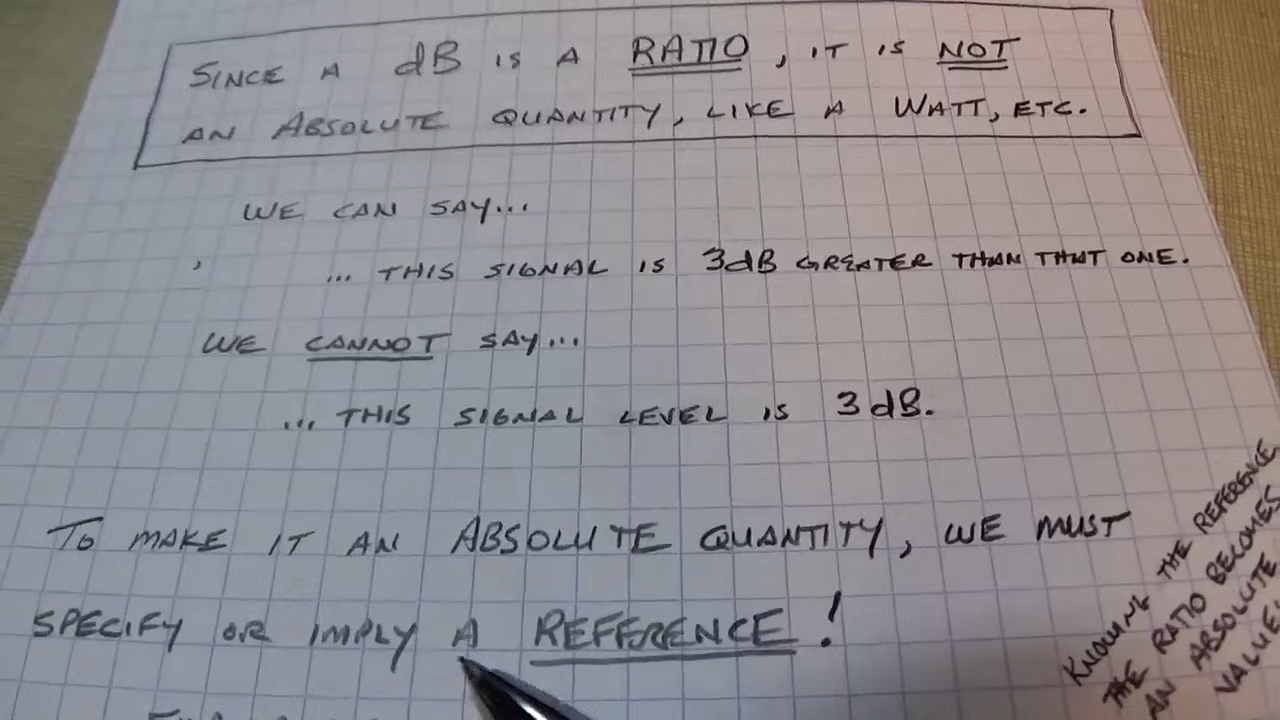 SINCE A dB IS A RATIO, IT IS NOT
AN ABSOLUTE QUANTITY, LIKE A WATT, ETC.
WE CAN SAY...
... THIS SIGNAL IS 3dB GREATER THAN THAT ONE.
WE CANNOT SAY...
... THIS SIGNAL LEVEL IS 3dB.
TO MAKE IT AN ABSOLUTE QUANTITY, WE MUST
SPECIFY OR IMPLY A REFERENCE!
KNOWING THE REFERENCE
THE RATIO BECOMES
AN ABSOLUTE
VALUE